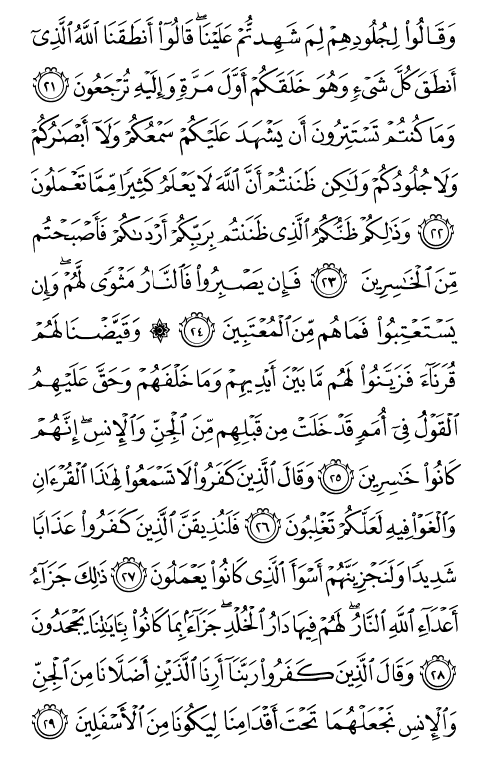 وَقَالُوا۟ لِجُلُودِهِمْ لِمَ شَهِدتُّمْ عَلَيْنَا ۖ قَالُوٓا۟ أَنطَقَنَا ٱللَّهُ ٱلَّذِىٓ
أَنطَقَ كُلَّ شَىْءٍ وَهُوَ خَلَقَكُمْ أَوَّلَ مَرَّةٍ وَإِلَيْهِ تُرْجَعُونَ ٢١
وَمَا كُنتُمْ تَسْتَتِرُونَ أَن يَشْهَدَ عَلَيْكُمْ سَمْعُكُمْ وَلَآ أَبْصَـٰرُكُمْ
وَلَا جُلُودُكُمْ وَلَـٰكِن ظَنَنتُمْ أَنَّ ٱللَّهَ لَا يَعْلَمُ كَثِيرًا مِّمَّا تَعْمَلُونَ
٢٢ وَذَٰلِكُمْ ظَنُّكُمُ ٱلَّذِى ظَنَنتُم بِرَبِّكُمْ أَرْدَىٰكُمْ فَأَصْبَحْتُم
مِّنَ ٱلْخَـٰسِرِينَ ٢٣ فَإِن يَصْبِرُوا۟ فَٱلنَّارُ مَثْوًى لَّهُمْ ۖ وَإِن
يَسْتَعْتِبُوا۟ فَمَا هُم مِّنَ ٱلْمُعْتَبِينَ ٢٤ ۞ وَقَيَّضْنَا لَهُمْ
قُرَنَآءَ فَزَيَّنُوا۟ لَهُم مَّا بَيْنَ أَيْدِيهِمْ وَمَا خَلْفَهُمْ وَحَقَّ عَلَيْهِمُ
ٱلْقَوْلُ فِىٓ أُمَمٍ قَدْ خَلَتْ مِن قَبْلِهِم مِّنَ ٱلْجِنِّ وَٱلْإِنسِ ۖ إِنَّهُمْ
كَانُوا۟ خَـٰسِرِينَ ٢٥ وَقَالَ ٱلَّذِينَ كَفَرُوا۟ لَا تَسْمَعُوا۟ لِهَـٰذَا ٱلْقُرْءَانِ
وَٱلْغَوْا۟ فِيهِ لَعَلَّكُمْ تَغْلِبُونَ ٢٦ فَلَنُذِيقَنَّ ٱلَّذِينَ كَفَرُوا۟ عَذَابًا
شَدِيدًا وَلَنَجْزِيَنَّهُمْ أَسْوَأَ ٱلَّذِى كَانُوا۟ يَعْمَلُونَ ٢٧ ذَٰلِكَ جَزَآءُ
أَعْدَآءِ ٱللَّهِ ٱلنَّارُ ۖ لَهُمْ فِيهَا دَارُ ٱلْخُلْدِ ۖ جَزَآءًۢ بِمَا كَانُوا۟ بِـَٔايَـٰتِنَا يَجْحَدُونَ
٢٨ وَقَالَ ٱلَّذِينَ كَفَرُوا۟ رَبَّنَآ أَرِنَا ٱلَّذَيْنِ أَضَلَّانَا مِنَ ٱلْجِنِّ
وَٱلْإِنسِ نَجْعَلْهُمَا تَحْتَ أَقْدَامِنَا لِيَكُونَا مِنَ ٱلْأَسْفَلِينَ ٢٩